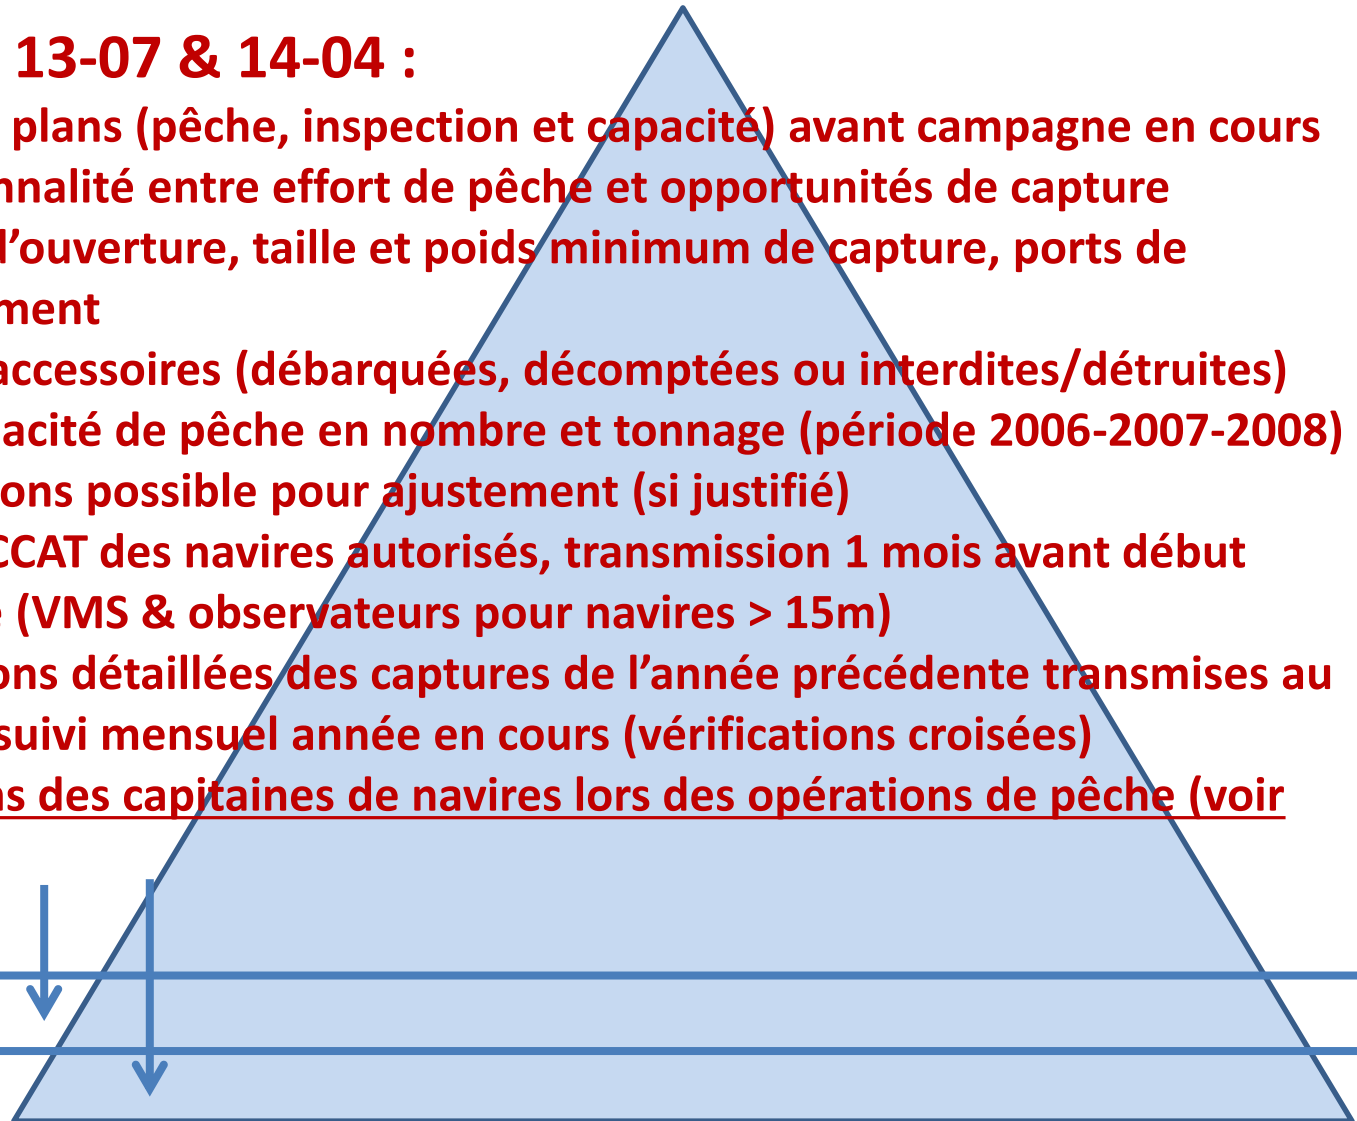 13-07 & 14-04 :
plans (pêche, inspection et capacité) avant campagne en cours
nnalité entre effort de pêche et opportunités de capture
d’ouverture, taille et poids minimum de capture, ports de
ment
accessoires (débarquées, décomptées ou interdites/détruites)
acité de pêche en nombre et tonnage (période 2006-2007-2008)
ons possible pour ajustement (si justifié)
CCAT des navires autorisés, transmission 1 mois avant début
e (VMS & observateurs pour navires > 15m)
ons détaillées des captures de l’année précédente transmises au
suivi mensuel année en cours (vérifications croisées)
ns des capitaines de navires lors des opérations de pêche (voir